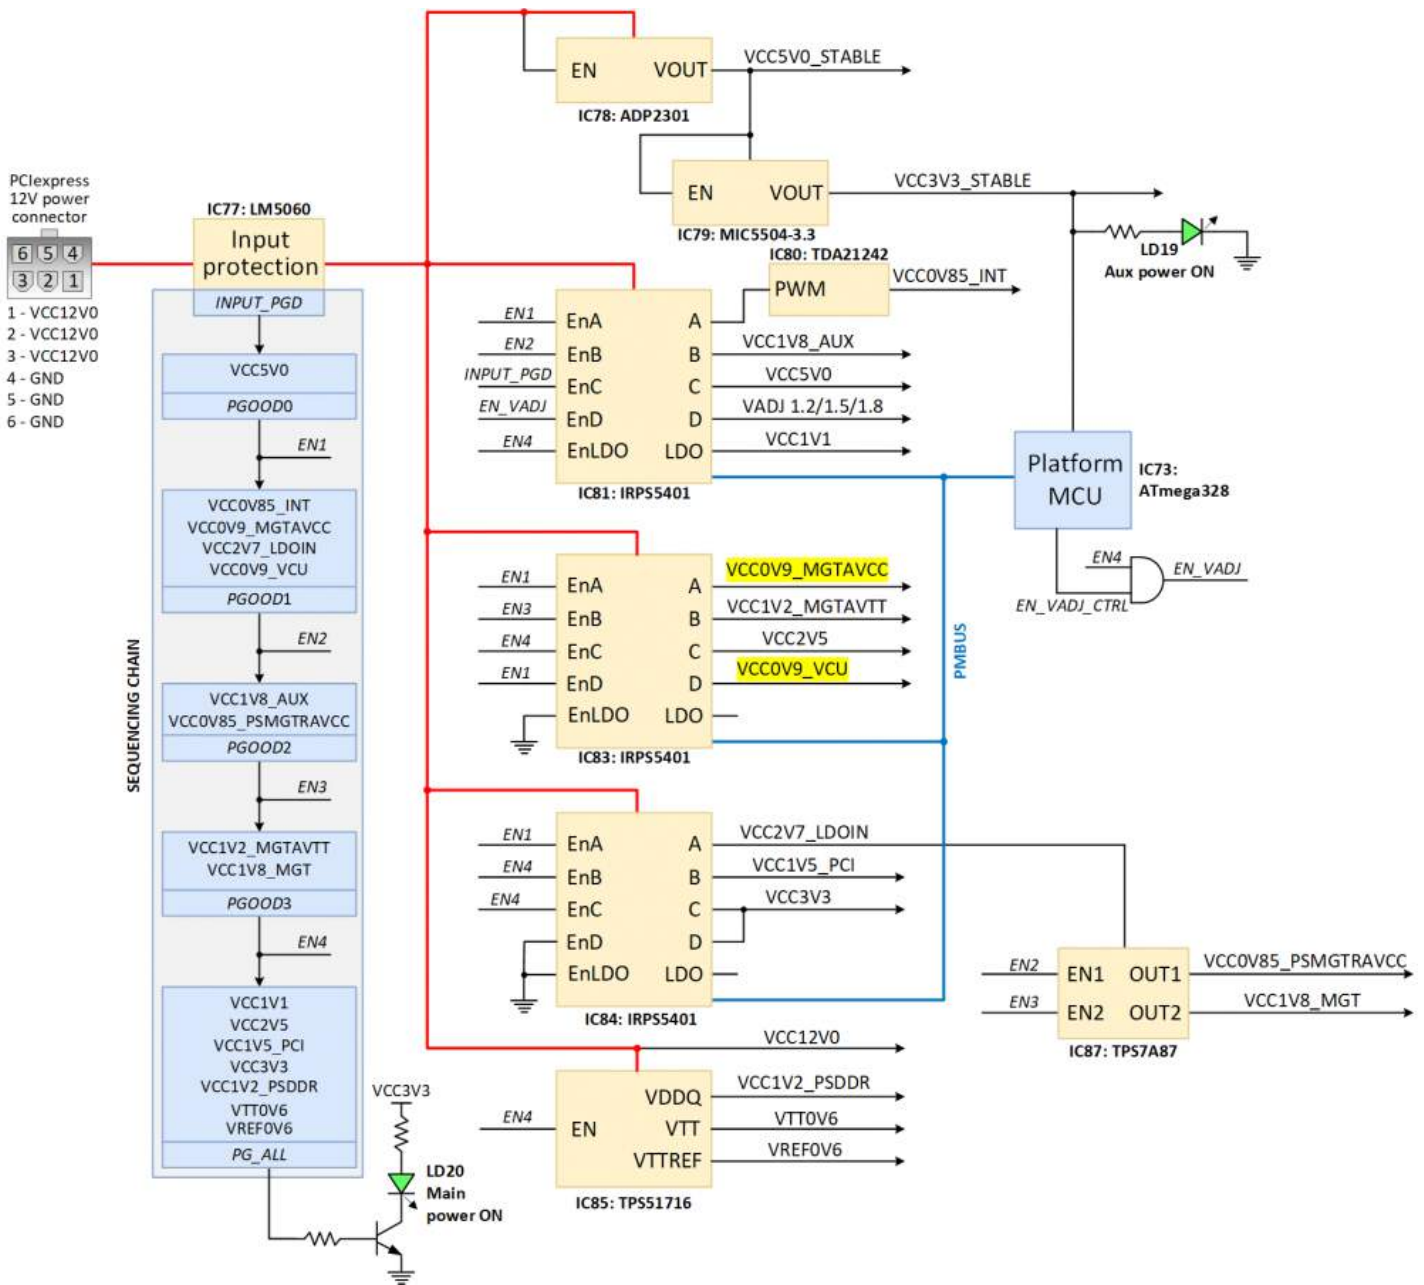 PCIexpress
12V power
connector
6 5 4
3 2 1
1 - VCC12V0
2 - VCC12V0
3 - VCC12V0
4 - GND
5 - GND
6 - GND
IC77: LM5060
Input
protection
INPUT_PGD
VCC5V0
PGOOD0
EN1
VCC0V85_INT
VCC0V9_MGTAVCC
VCC2V7_LDOIN
VCC0V9_VCU
PGOOD1
EN2
VCC1V8_AUX
VCC0V85_PSMGTRAVCC
PGOOD2
EN3
VCC1V2_MGTAVTT
VCC1V8_MGT
PGOOD3
EN4
VCC1V1
VCC2V5
VCC1V5_PCI
VCC3V3
VCC1V2_PSDDR
VTT0V6
VREF0V6
PG_ALL
SEQUENCING CHAIN
VCC3V3
LD20
Main
power ON
EN VOUT
VCC5V0_STABLE
IC78: ADP2301
EN VOUT
VCC3V3_STABLE
IC79: MIC5504-3.3
LD19
Aux power ON
IC80: TDA21242
PWM
VCC0V85_INT
EN1 EnA A
EN2 EnB B VCC1V8_AUX
INPUT_PGD EnC C VCC5V0
EN_VADJ EnD D VADJ 1.2/1.5/1.8
EN4 EnLDO LDO VCC1V1
IC81: IRPS5401
Platform
MCU
IC73:
ATmega328
EN4
EN_VADJ_CTRL
EN_VADJ
PMBUS
EN1 EnA A VCC0V9_MGTAVCC
EN3 EnB B VCC1V2_MGTAVTT
EN4 EnC C VCC2V5
EN1 EnD D VCC0V9_VCU
EnLDO LDO
IC83: IRPS5401
EN1 EnA A VCC2V7_LDOIN
EN4 EnB B VCC1V5_PCI
EN4 EnC C VCC3V3
EnD D
EnLDO LDO
IC84: IRPS5401
EN2 EN1 OUT1 VCC0V85_PSMGTRAVCC
EN3 EN2 OUT2 VCC1V8_MGT
IC87: TPS7A87
VCC12V0
VDDQ VCC1V2_PSDDR
EN4 EN VTT VTT0V6
VTTREF VREF0V6
IC85: TPS51716